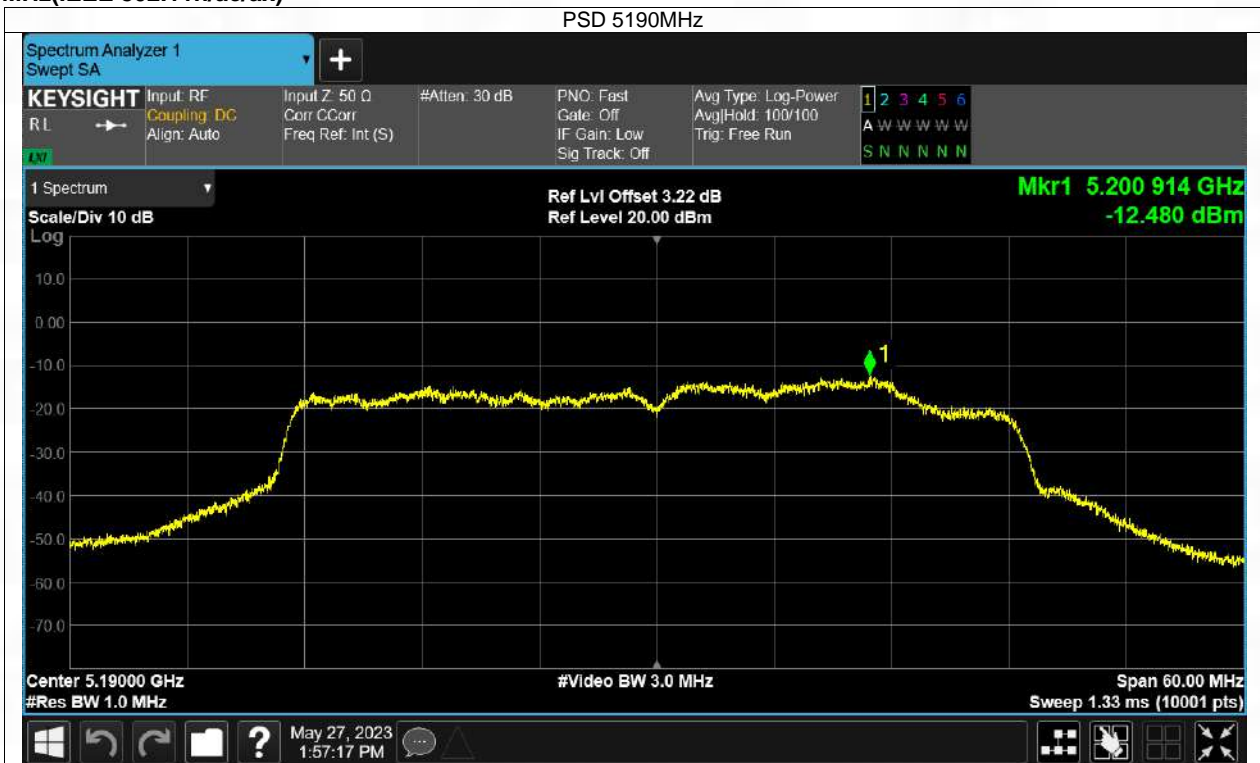 PSD 5190MHz
Spectrum Analyzer 1
Swept SA
+
KEYSIGHT Input: RF Input Z: 50 Ω #Atten: 30 dB PNO: Fast Avg Type: Log-Power 1 2 3 4 5 6
RL Coupling: DC Corr CCorr Gate: Off Avg|Hold: 100/100 A W W W W W
Align: Auto Freq Ref: Int (S) IF Gain: Low Trig: Free Run
LXI Sig Track: Off S N N N N N
1 Spectrum Ref Lvl Offset 3.22 dB Mkr1 5.200 914 GHz
Scale/Div 10 dB Ref Level 20.00 dBm -12.480 dBm
Log
10.0
0.00
1
-10.0
-20.0
-30.0
-40.0
-50.0
-60.0
-70.0
Center 5.19000 GHz #Video BW 3.0 MHz Span 60.00 MHz
#Res BW 1.0 MHz Sweep 1.33 ms (10001 pts)
? May 27, 2023
1:57:17 PM